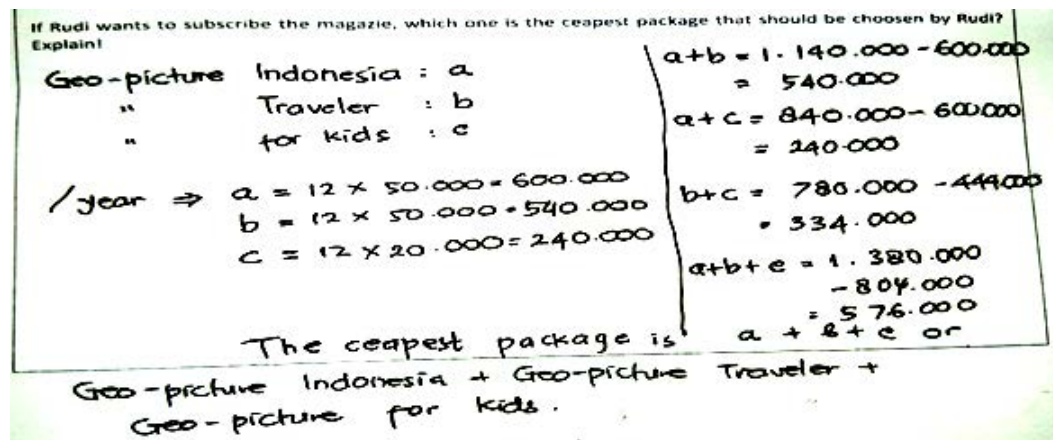 If Rudi wants to subscribe the magazie, which one is the ceapest package that should be choosen by Rudi?
Explain!
Geo-picture Indonesia : a
" Traveler : b
" for kids : c
/year ⇒ a = 12 × 50.000 = 600.000
b = 12 × 50.000 = 540.000
c = 12 × 20.000 = 240.000
a+b = 1.140.000 - 600.000
= 540.000
a+c = 840.000 - 600.000
= 240.000
b+c = 780.000 - 444.000
= 334.000
a+b+c = 1.380.000
- 804.000
= 576.000
The ceapest package is a + b + c or
Geo-picture Indonesia + Geo-picture Traveler +
Geo-picture for kids.